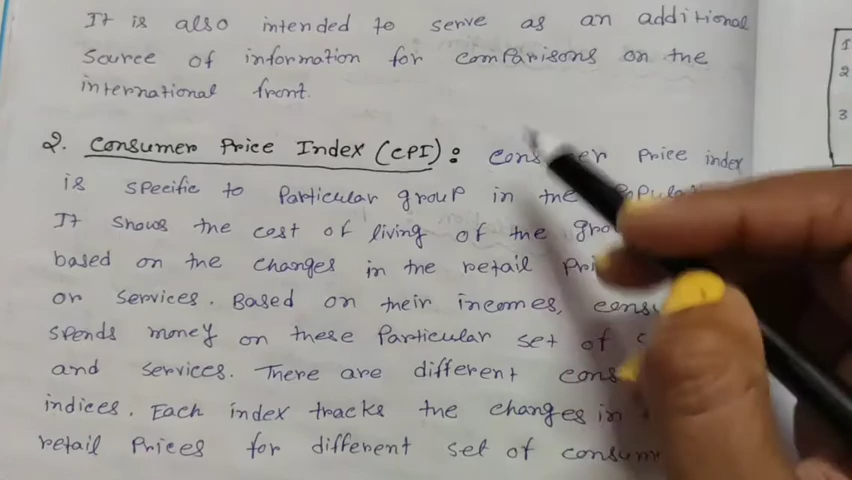 It is also intended to serve as an additional
Source of information for comparisons on the
international front.
2. Consumer Price Index (CPI): Consumer Price index
is specific to Particular group in the
It shows the cost of living of the
based on the changes in the retail
or services. Based on their incomes,
spends money on these Particular set of
and services. There are different
indices. Each index tracks the changes in
retail Prices for different set of
1
2
3